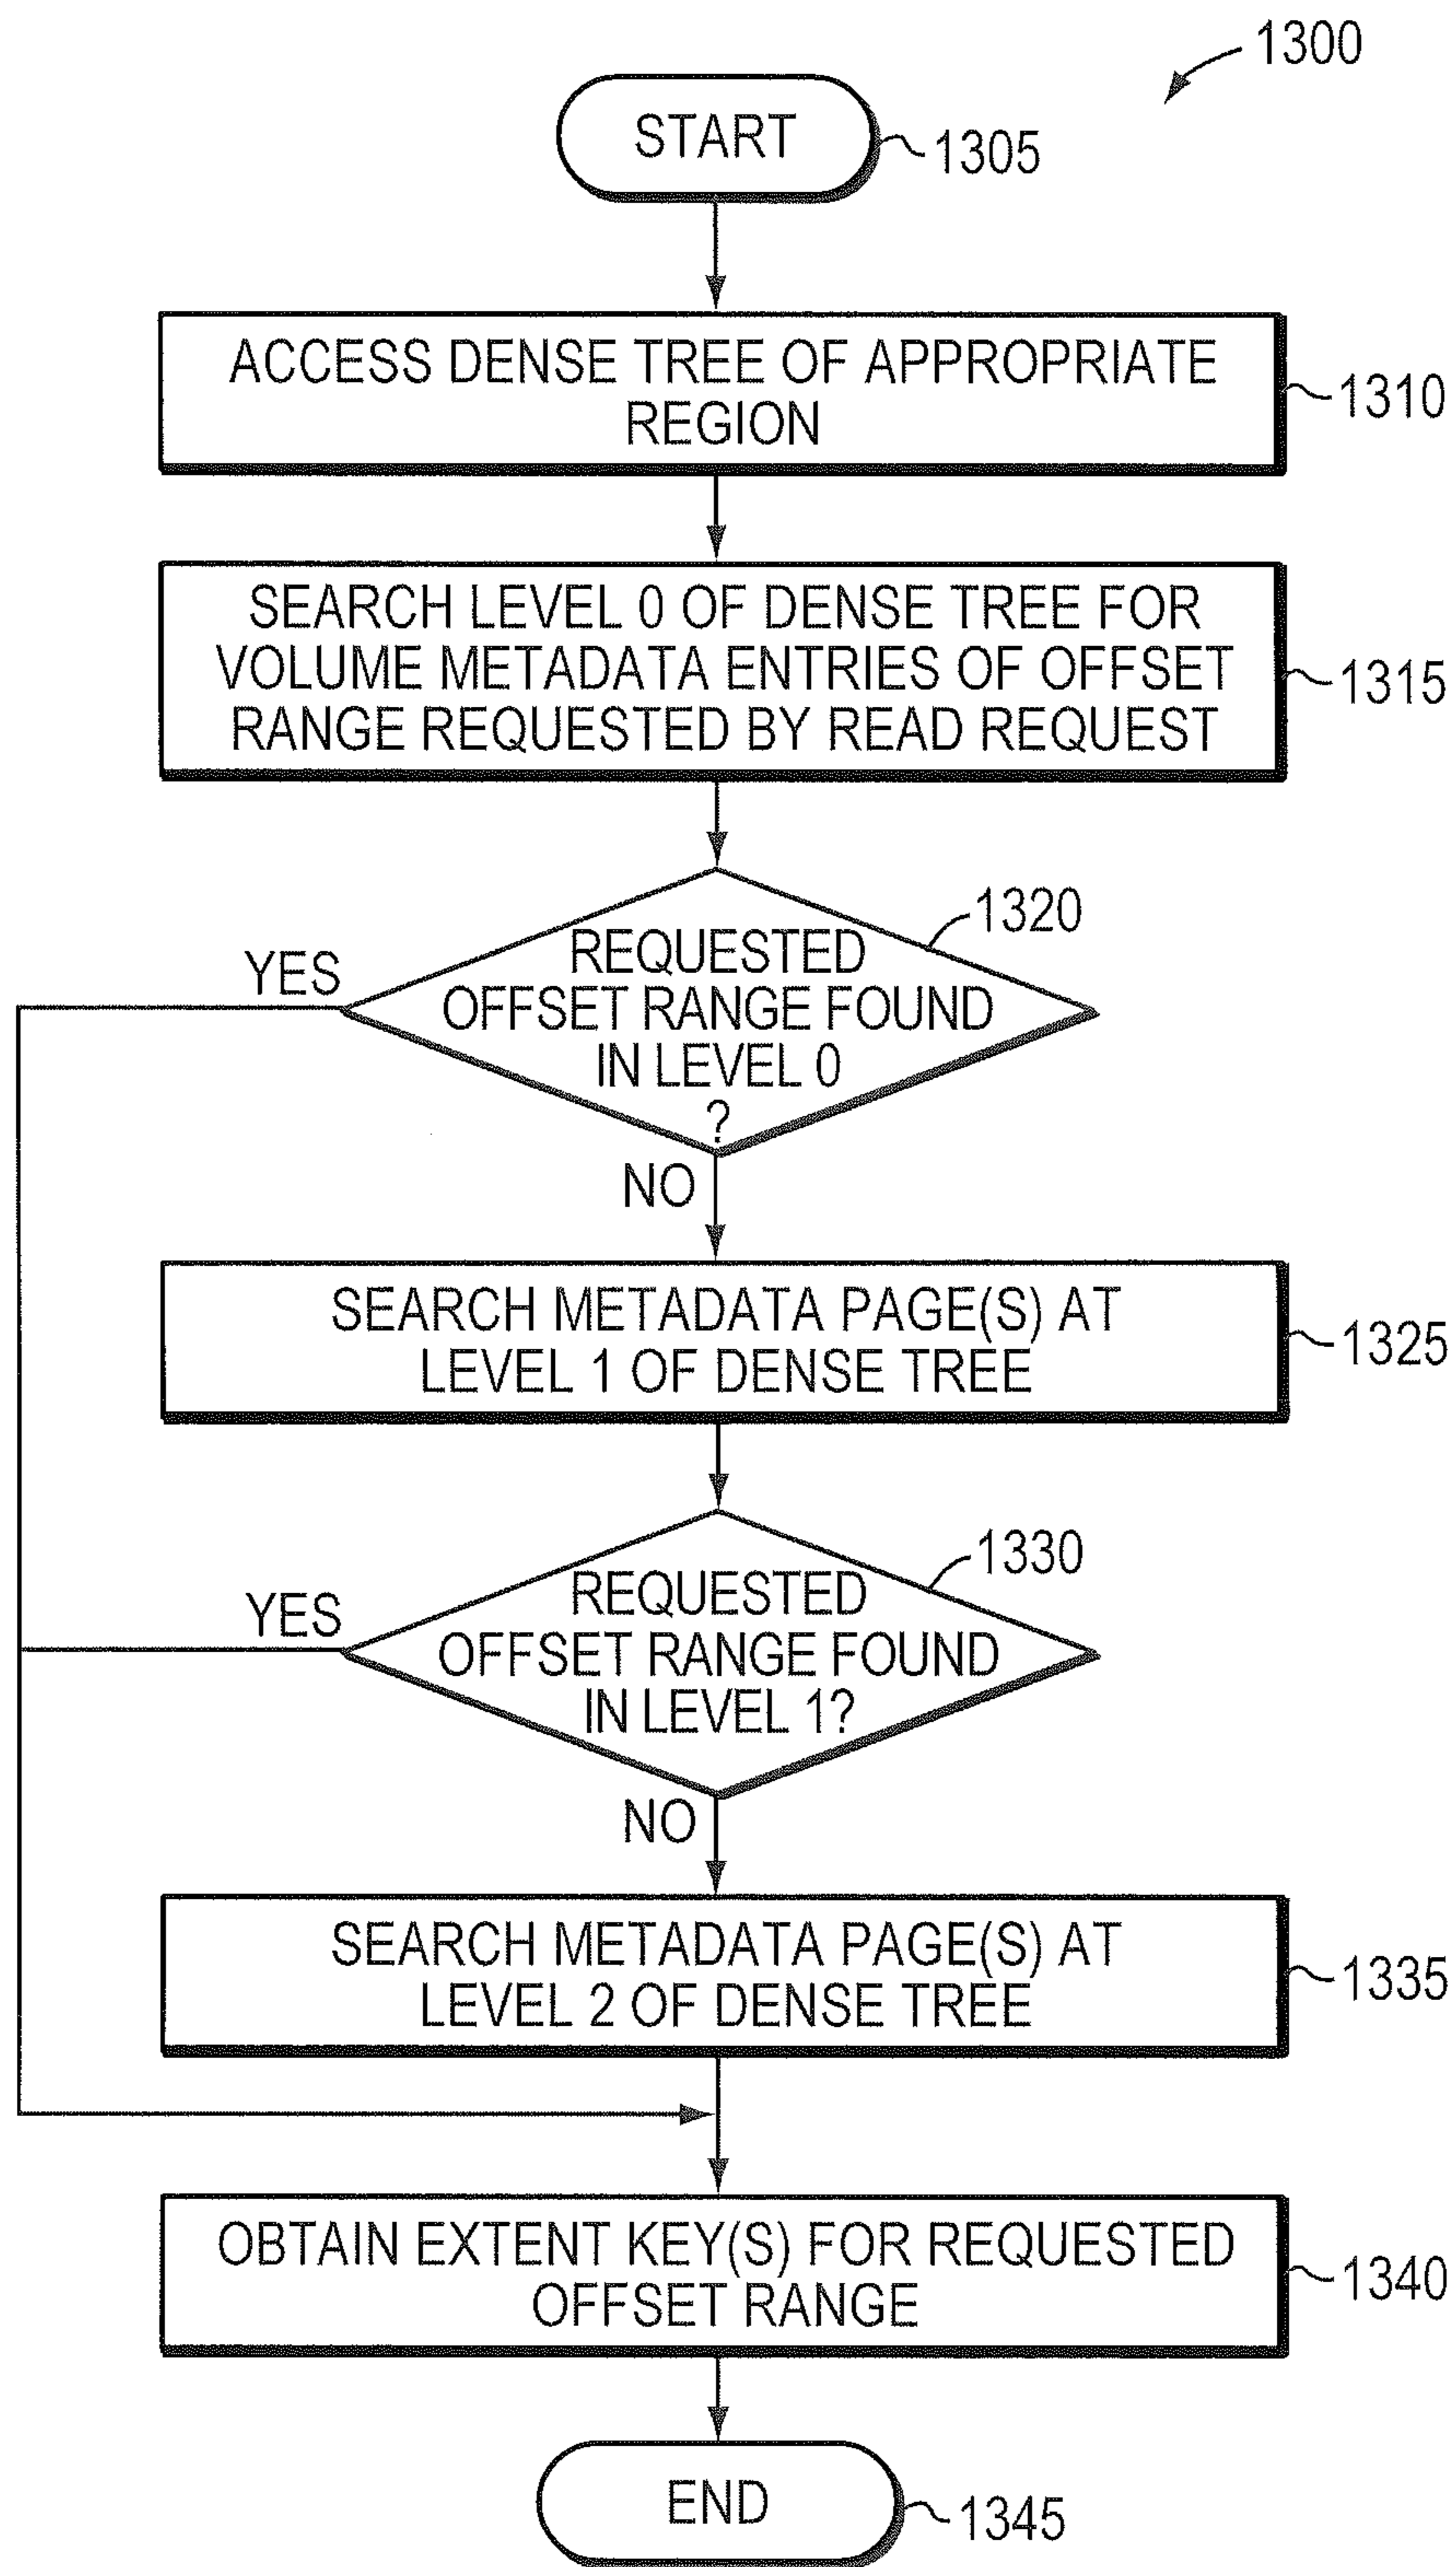 1300
START
1305
ACCESS DENSE TREE OF APPROPRIATE
REGION
1310
SEARCH LEVEL 0 OF DENSE TREE FOR
VOLUME METADATA ENTRIES OF OFFSET
RANGE REQUESTED BY READ REQUEST
1315
1320
YES
REQUESTED
OFFSET RANGE FOUND
IN LEVEL 0
?
NO
SEARCH METADATA PAGE(S) AT
LEVEL 1 OF DENSE TREE
1325
1330
YES
REQUESTED
OFFSET RANGE FOUND
IN LEVEL 1?
NO
SEARCH METADATA PAGE(S) AT
LEVEL 2 OF DENSE TREE
1335
OBTAIN EXTENT KEY(S) FOR REQUESTED
OFFSET RANGE
1340
END
1345